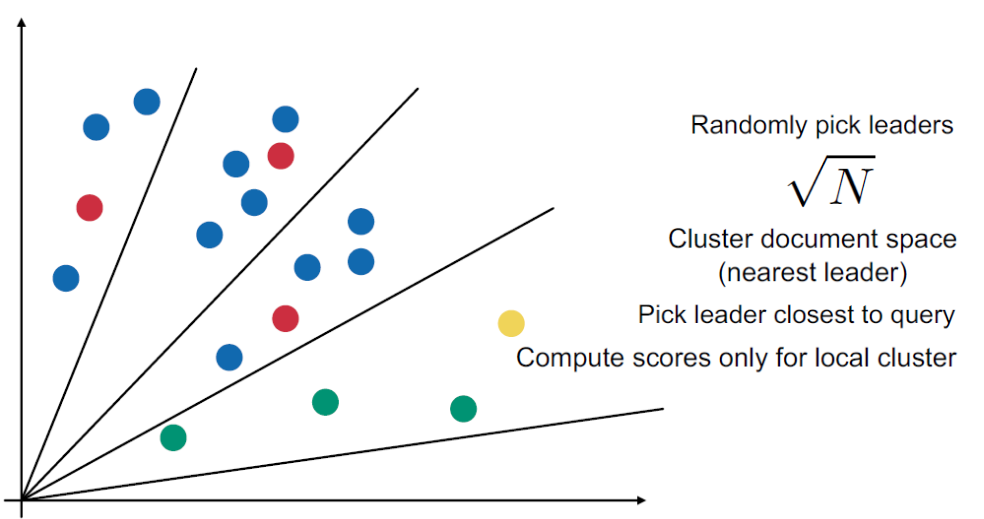 Randomly pick leaders
√N
Cluster document space
(nearest leader)
Pick leader closest to query
Compute scores only for local cluster